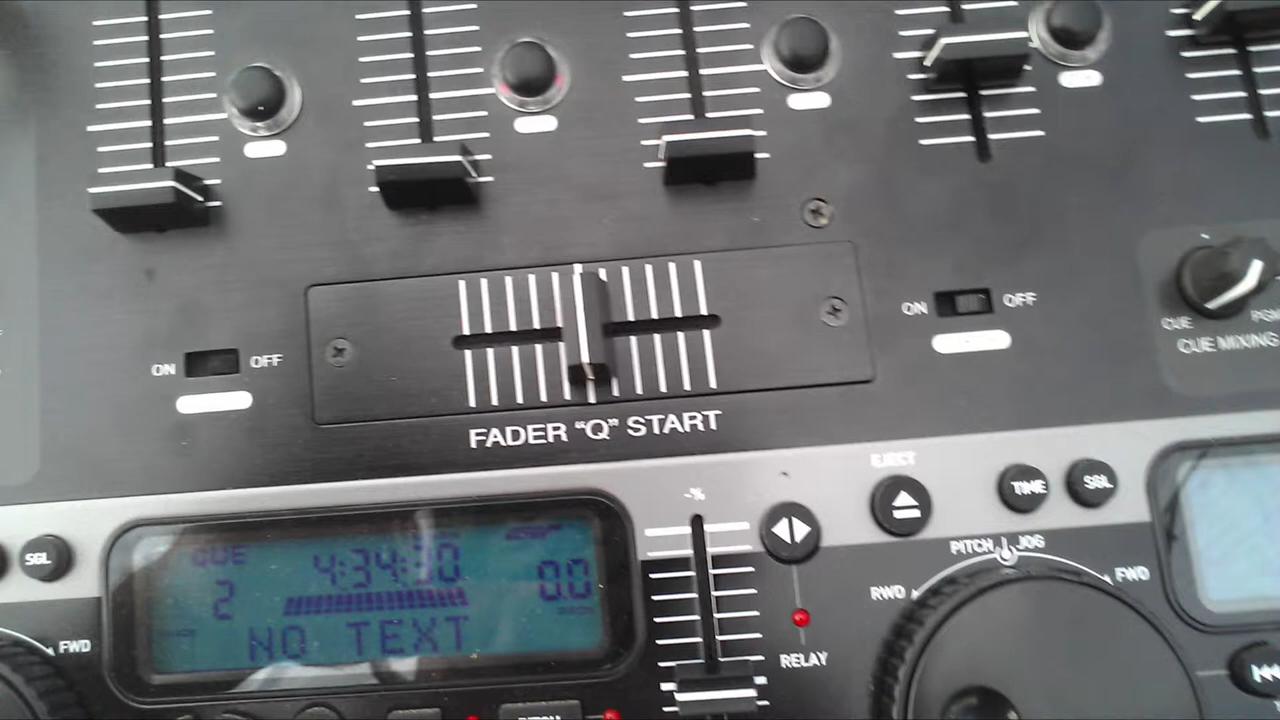 ON OFF
ON OFF
CUE
CUE MIXING
FADER "Q" START
EJECT
-%
TIME
SGL
PITCH JOG
RWD
FWD
SGL
FWD
CUE
4:34:30
2
0.0
NO TEXT
RELAY